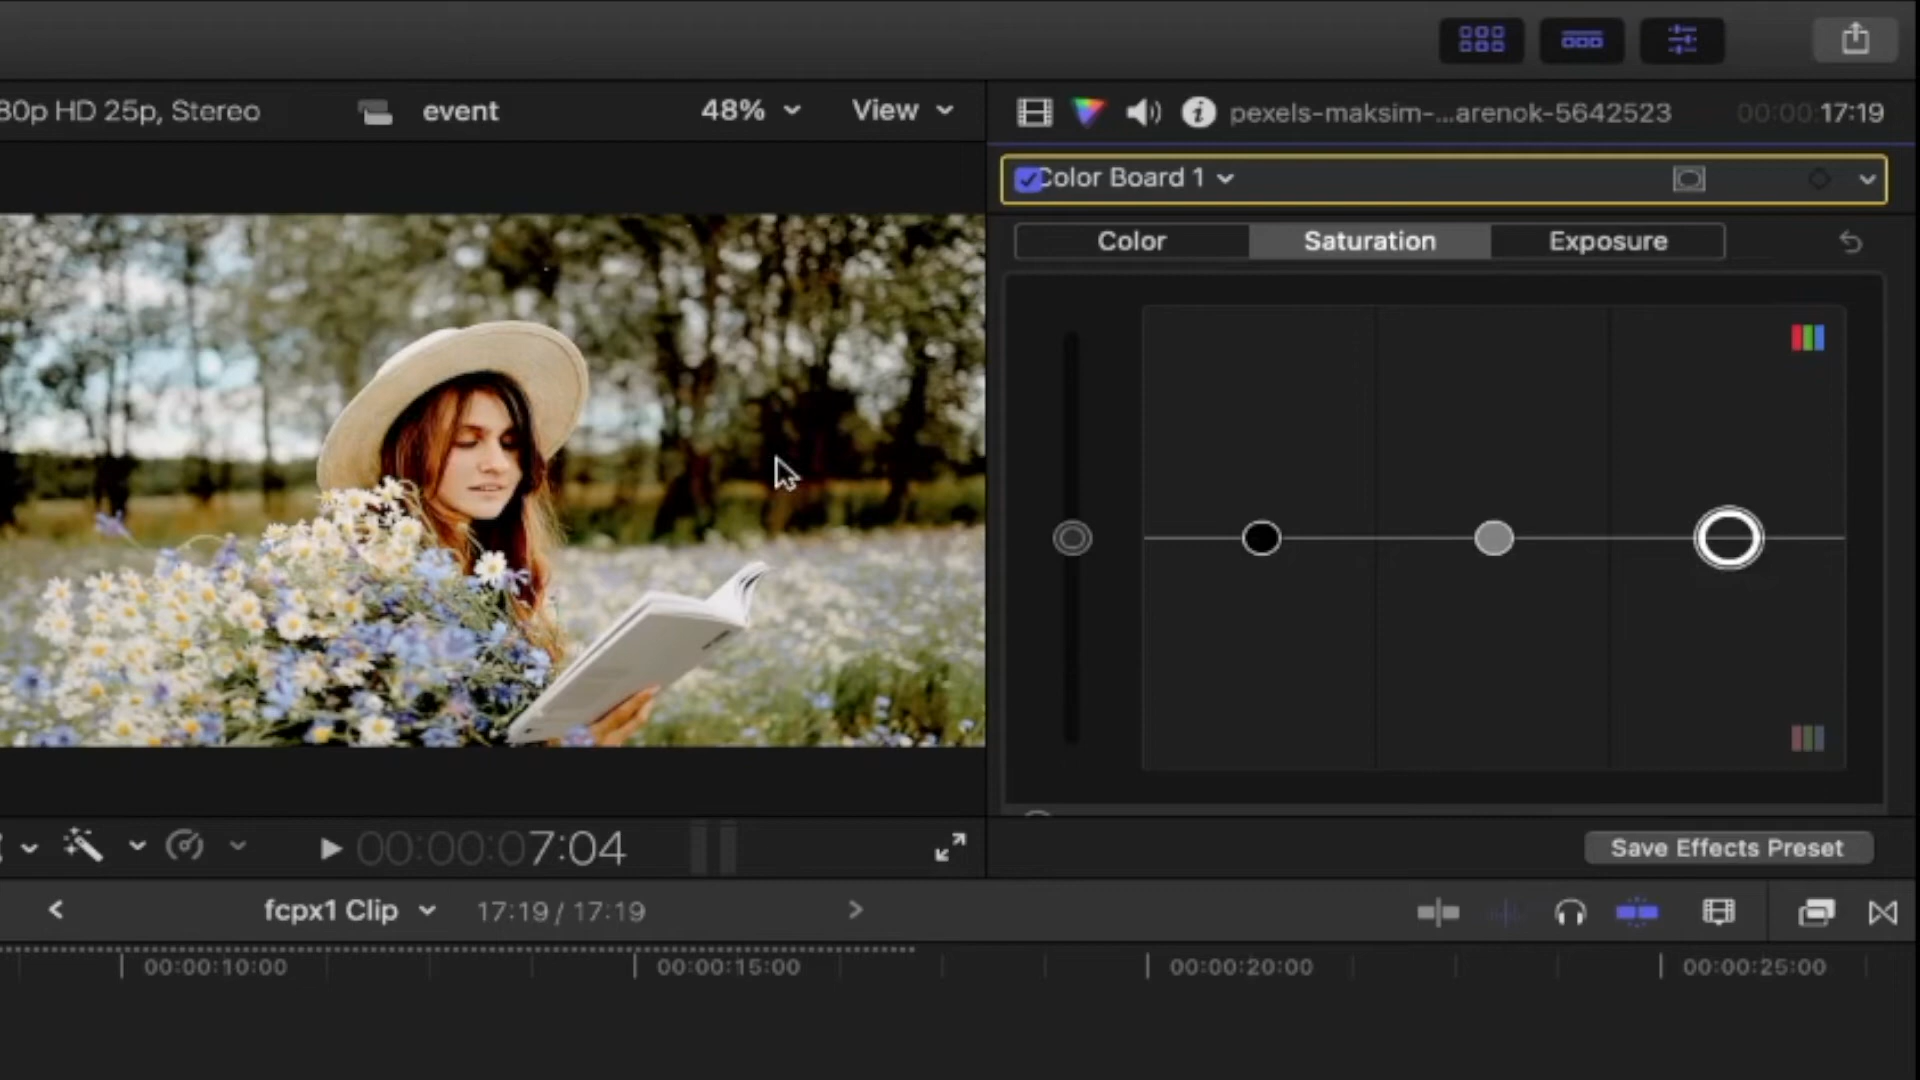 80p HD 25p, Stereo
event
48%
View
pexels-maksim-...arenok-5642523
00:00:17:19
Color Board 1
Color
Saturation
Exposure
00:00:07:04
Save Effects Preset
fcpx1 Clip
17:19 / 17:19
00:00:10:00
00:00:15:00
00:00:20:00
00:00:25:00